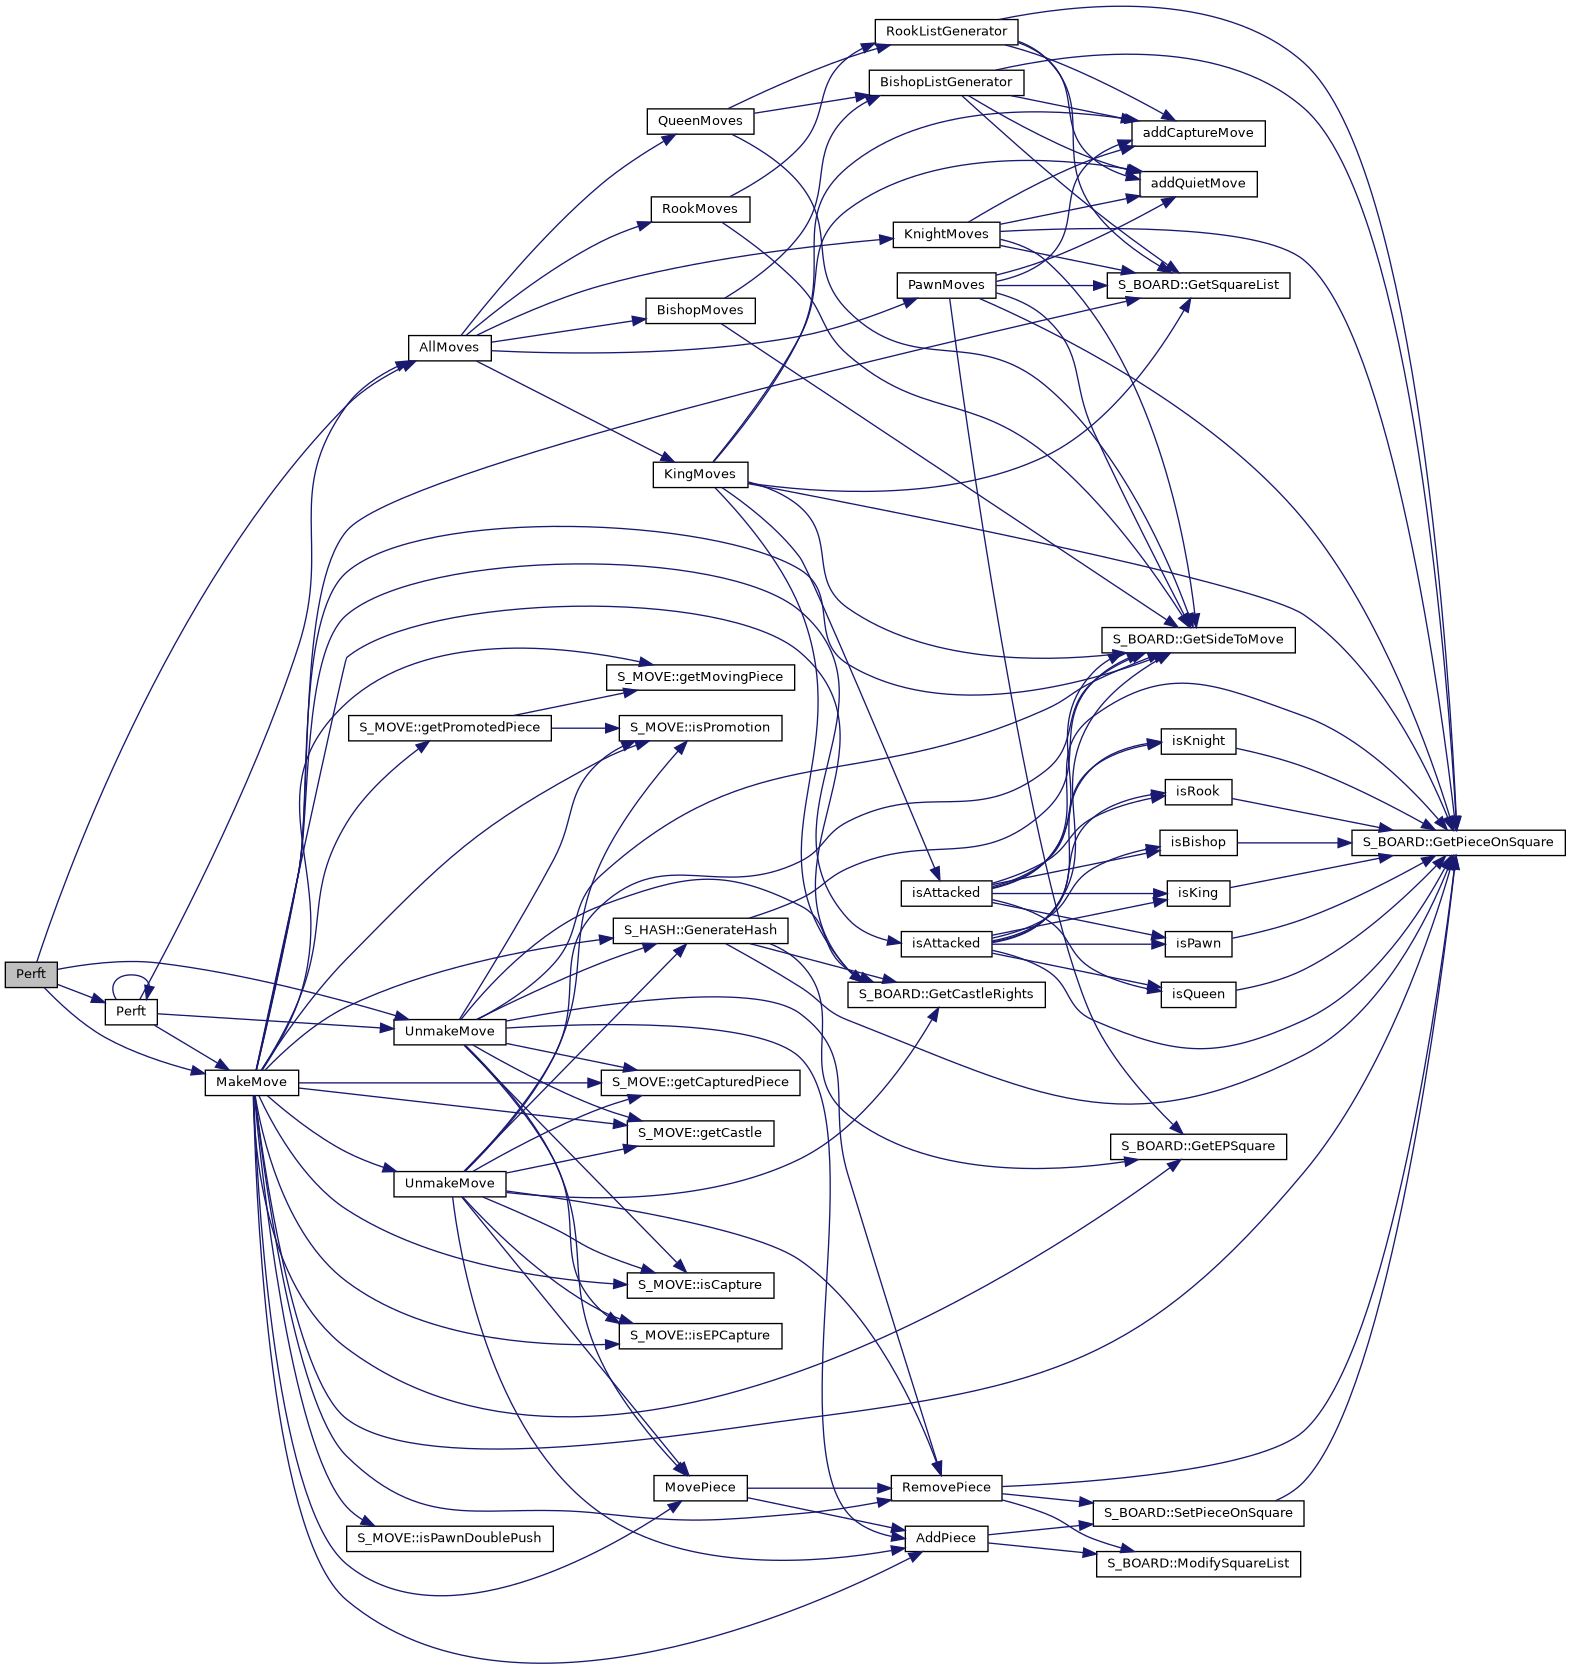 RookListGenerator
BishopListGenerator
QueenMoves
addCaptureMove
addQuietMove
RookMoves
KnightMoves
PawnMoves
S_BOARD::GetSquareList
BishopMoves
AllMoves
KingMoves
S_BOARD::GetSideToMove
S_MOVE::getMovingPiece
S_MOVE::getPromotedPiece
S_MOVE::isPromotion
isKnight
isRook
isBishop
S_BOARD::GetPieceOnSquare
isAttacked
isKing
S_HASH::GenerateHash
isAttacked
isPawn
Perft
S_BOARD::GetCastleRights
isQueen
Perft
UnmakeMove
MakeMove
S_MOVE::getCapturedPiece
S_MOVE::getCastle
S_BOARD::GetEPSquare
UnmakeMove
S_MOVE::isCapture
S_MOVE::isEPCapture
MovePiece
RemovePiece
S_BOARD::SetPieceOnSquare
S_MOVE::isPawnDoublePush
AddPiece
S_BOARD::ModifySquareList